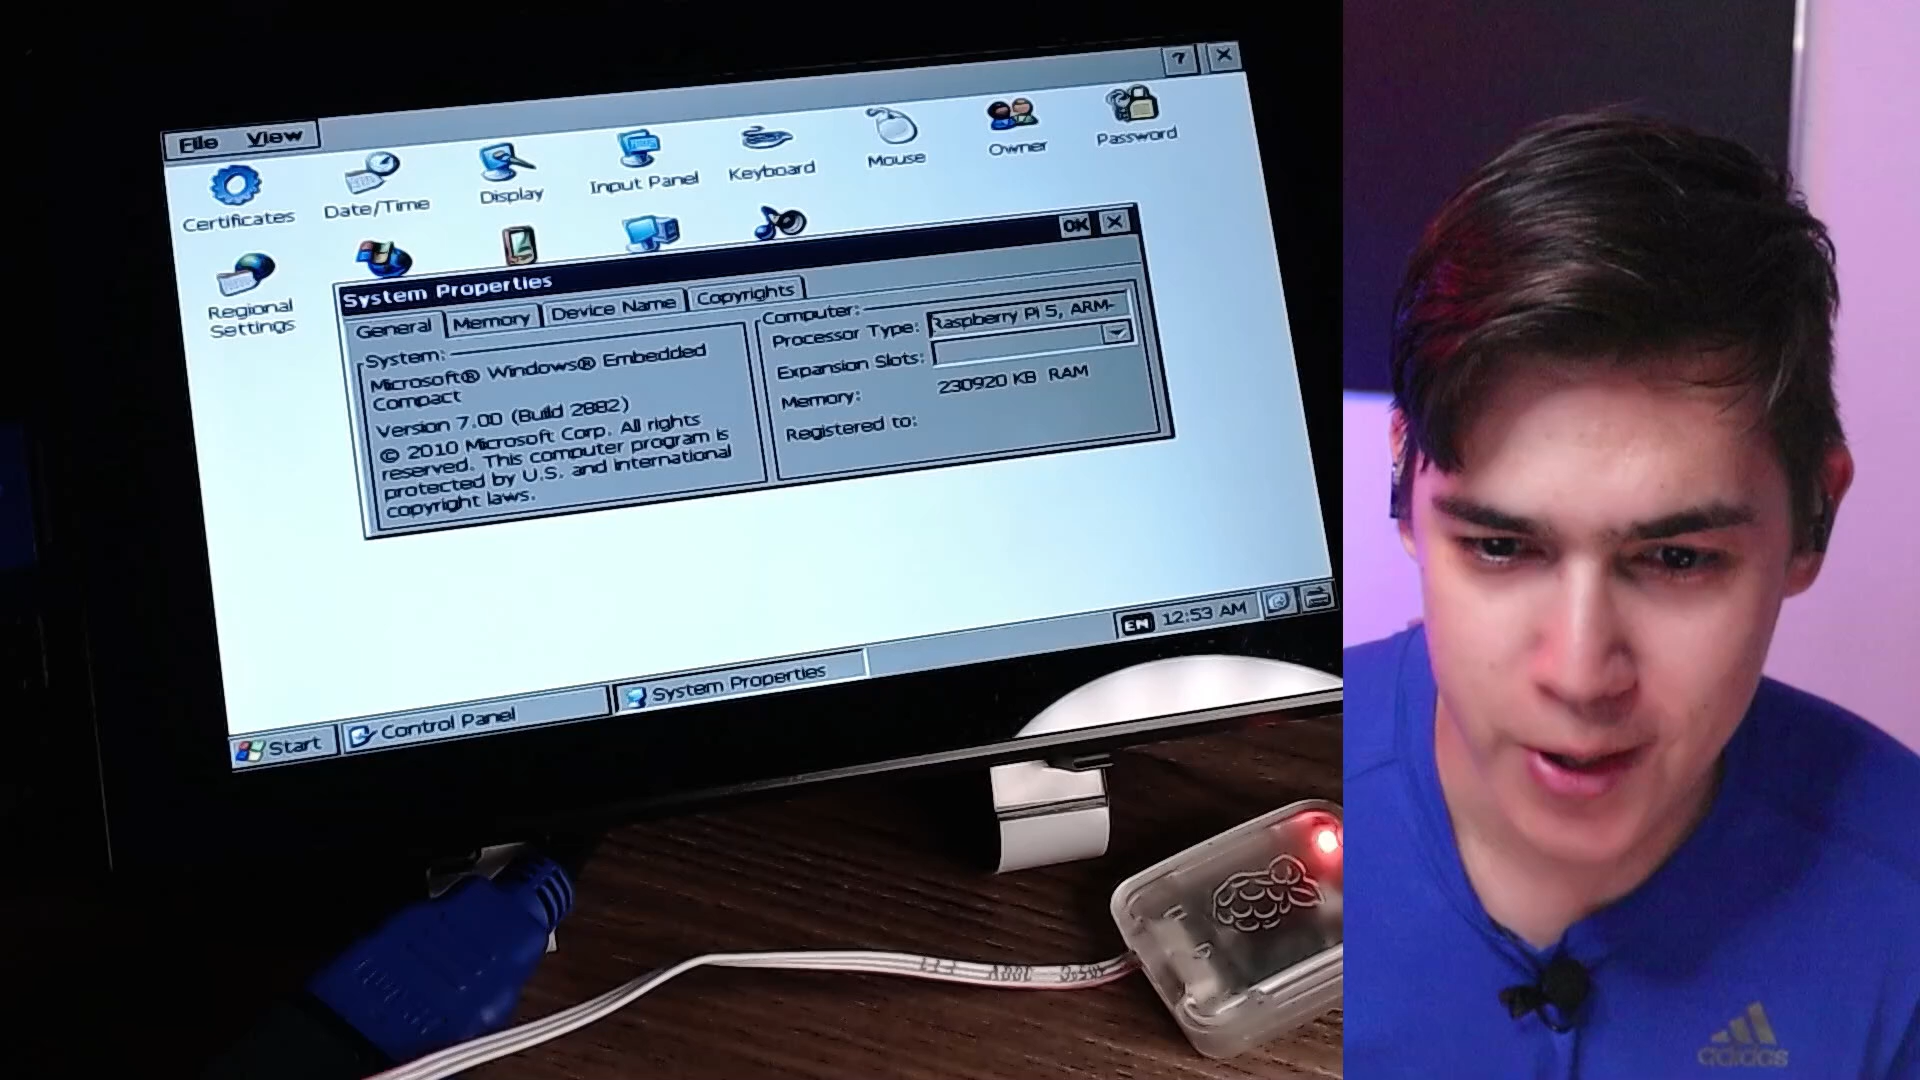 File View
? X
Certificates
Date/Time
Display
Input Panel
Keyboard
Mouse
Owner
Password
Regional
Settings
System Properties
OK X
General Memory Device Name Copyrights
System:
Microsoft® Windows® Embedded
Compact
Version 7.00 (Build 2882)
© 2010 Microsoft Corp. All rights
reserved. This computer program is
protected by U.S. and international
copyright laws.
Computer:
Processor Type: Raspberry Pi 5, ARM-
Expansion Slots:
Memory: 230920 KB RAM
Registered to:
Start
Control Panel
System Properties
EN 12:53 AM
adidas